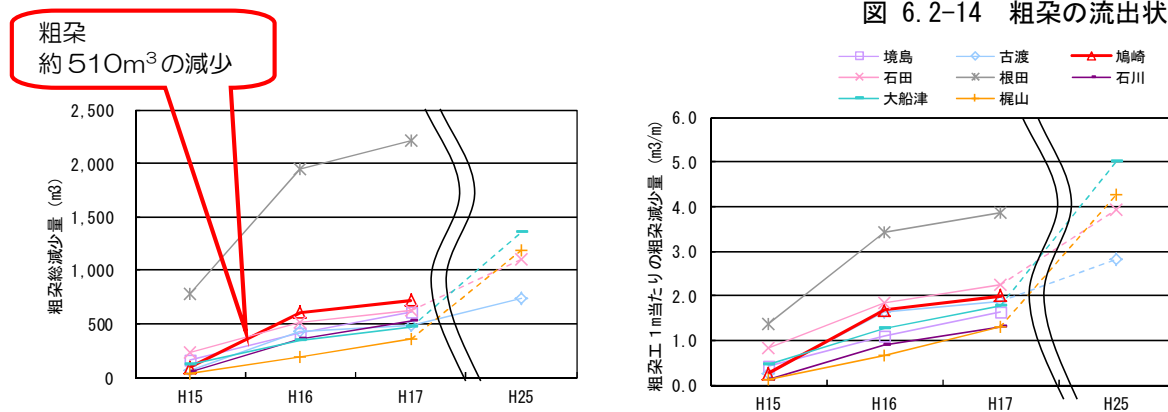 図 6.2-14 粗朶の流出状
粗朶
約510m³の減少
粗朶総減少量 (m3)
2,500
2,000
1,500
1,000
500
0
H15
H16
H17
H25
境島
古渡
鳩崎
石田
根田
石川
大船津
梶山
粗朶工1m当たりの粗朶減少量 (m3/m)
6.0
5.0
4.0
3.0
2.0
1.0
0.0
H15
H16
H17
H25